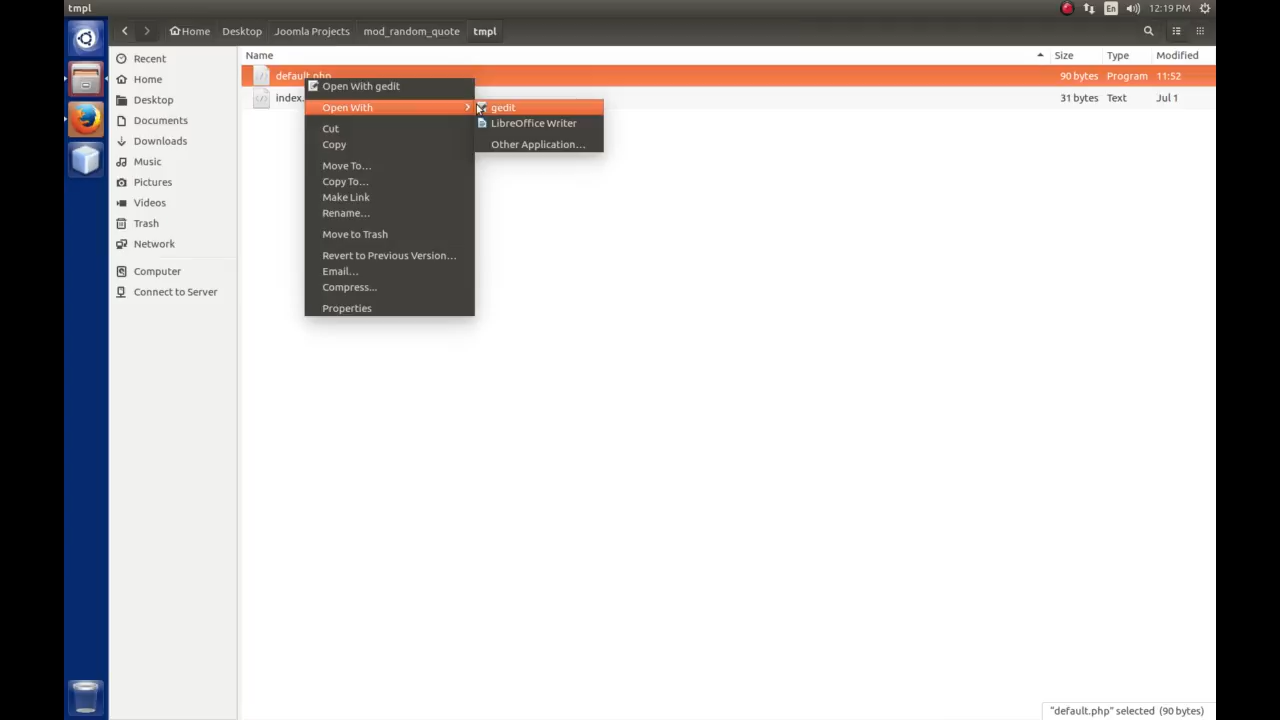 tmpl
En
12:19 PM
Home
Desktop
Joomla Projects
mod_random_quote
tmpl
Recent
Home
Desktop
Documents
Downloads
Music
Pictures
Videos
Trash
Network
Computer
Connect to Server
Name Size Type Modified
default.php 90 bytes Program 11:52
index. 31 bytes Text Jul 1
Open With gedit
Open With
Cut
Copy
Move To…
Copy To…
Make Link
Rename…
Move to Trash
Revert to Previous Version…
Email…
Compress…
Properties
gedit
LibreOffice Writer
Other Application…
"default.php" selected (90 bytes)